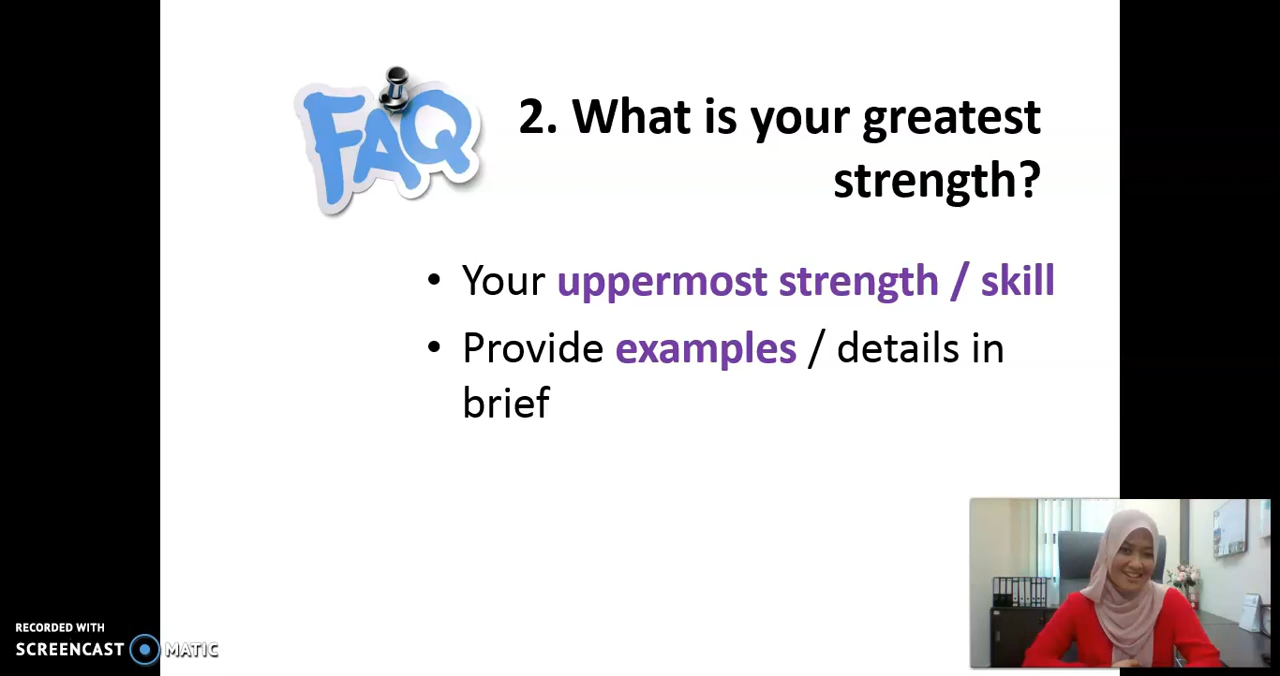 FAQ
2. What is your greatest
strength?
• Your uppermost strength / skill
• Provide examples / details in
brief
RECORDED WITH
SCREENCAST MATIC